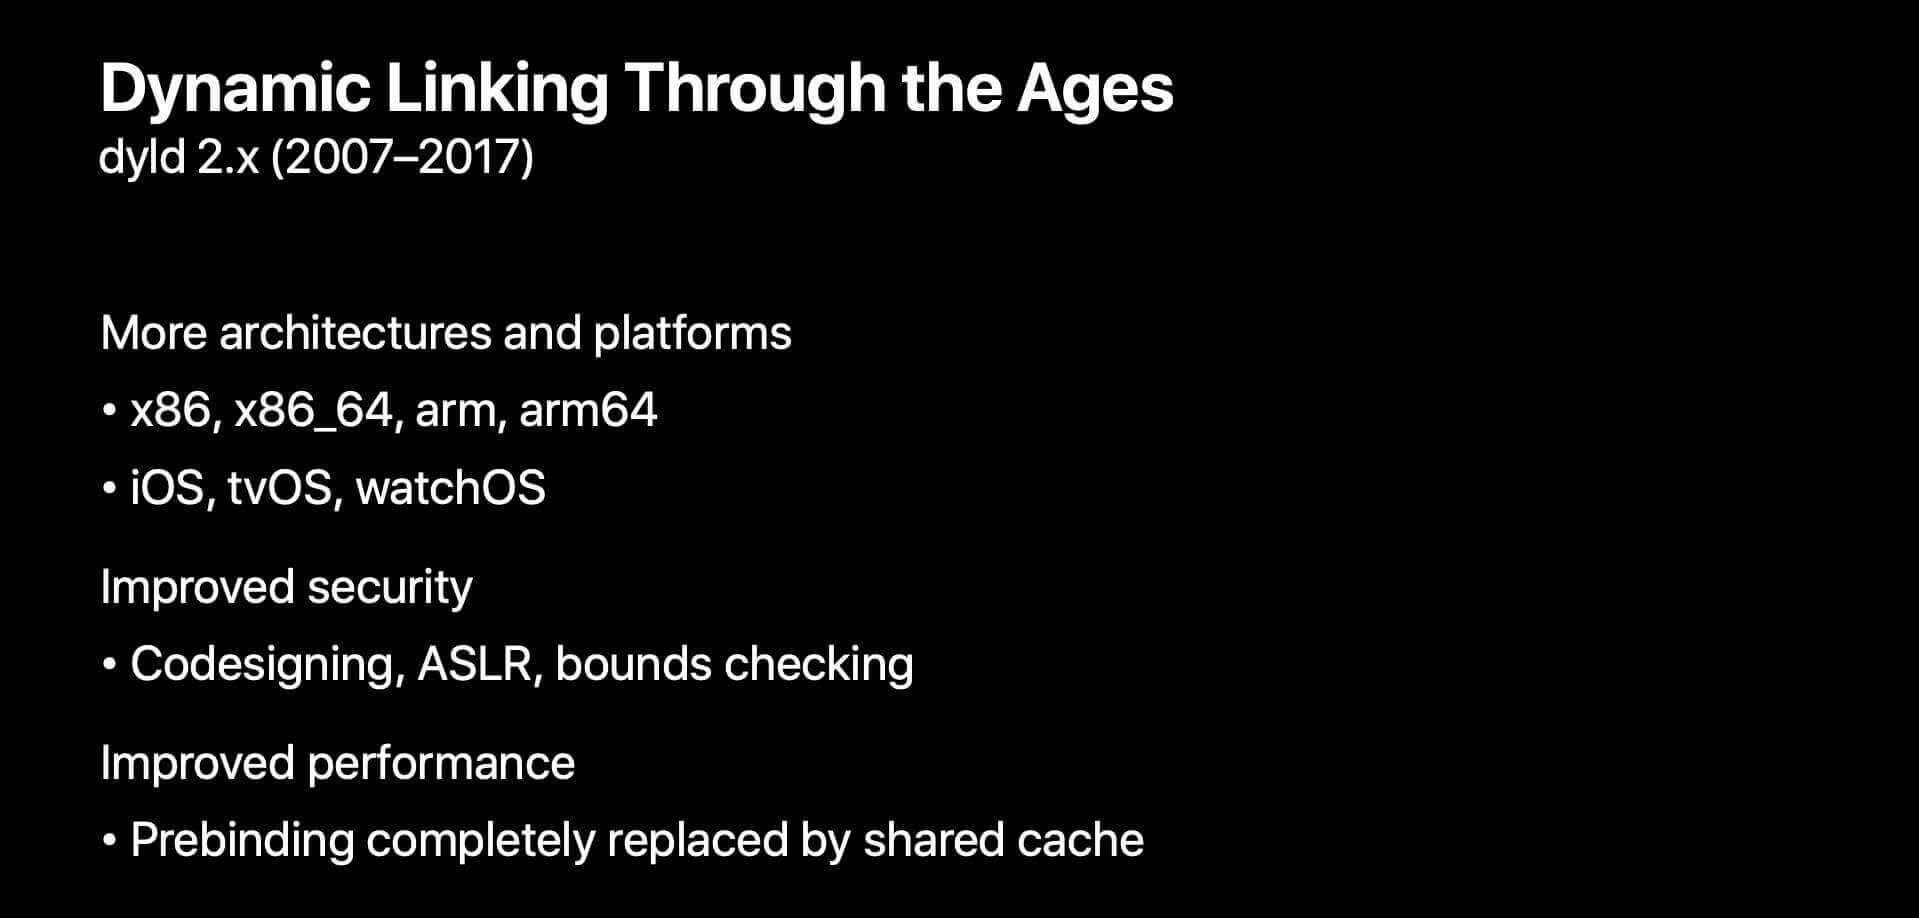 Dynamic Linking Through the Ages
dyld 2.x (2007–2017)
More architectures and platforms
• x86, x86_64, arm, arm64
• iOS, tvOS, watchOS
Improved security
• Codesigning, ASLR, bounds checking
Improved performance
• Prebinding completely replaced by shared cache